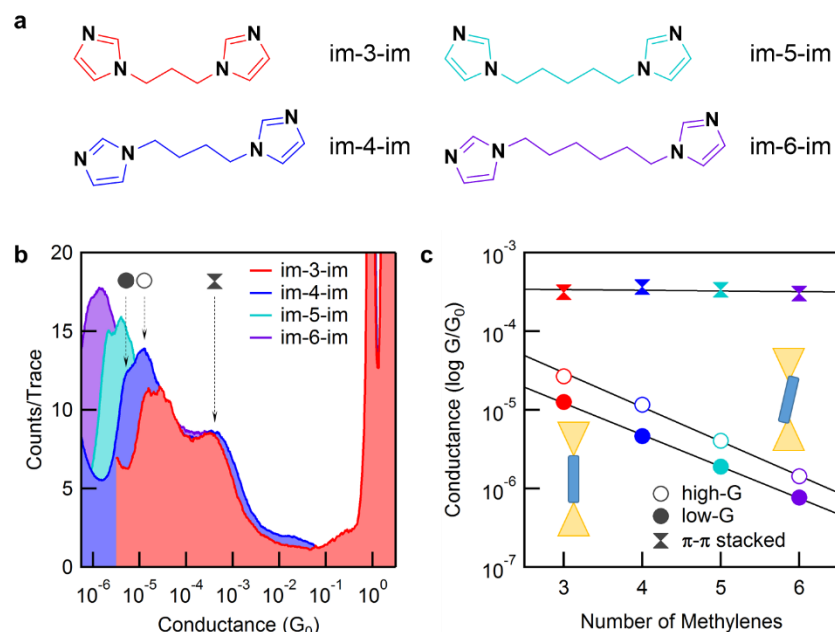 a
N N N N im-3-im
N N N N im-5-im
N N N N im-4-im
N N N N im-6-im
b
20
15
10
5
0
Counts/Trace
im-3-im
im-4-im
im-5-im
im-6-im
10⁻⁶ 10⁻⁵ 10⁻⁴ 10⁻³ 10⁻² 10⁻¹ 10⁰
Conductance (G₀)
c
10⁻³
10⁻⁴
10⁻⁵
10⁻⁶
10⁻⁷
Conductance (log G/G₀)
high-G
low-G
π-π stacked
3 4 5 6
Number of Methylenes